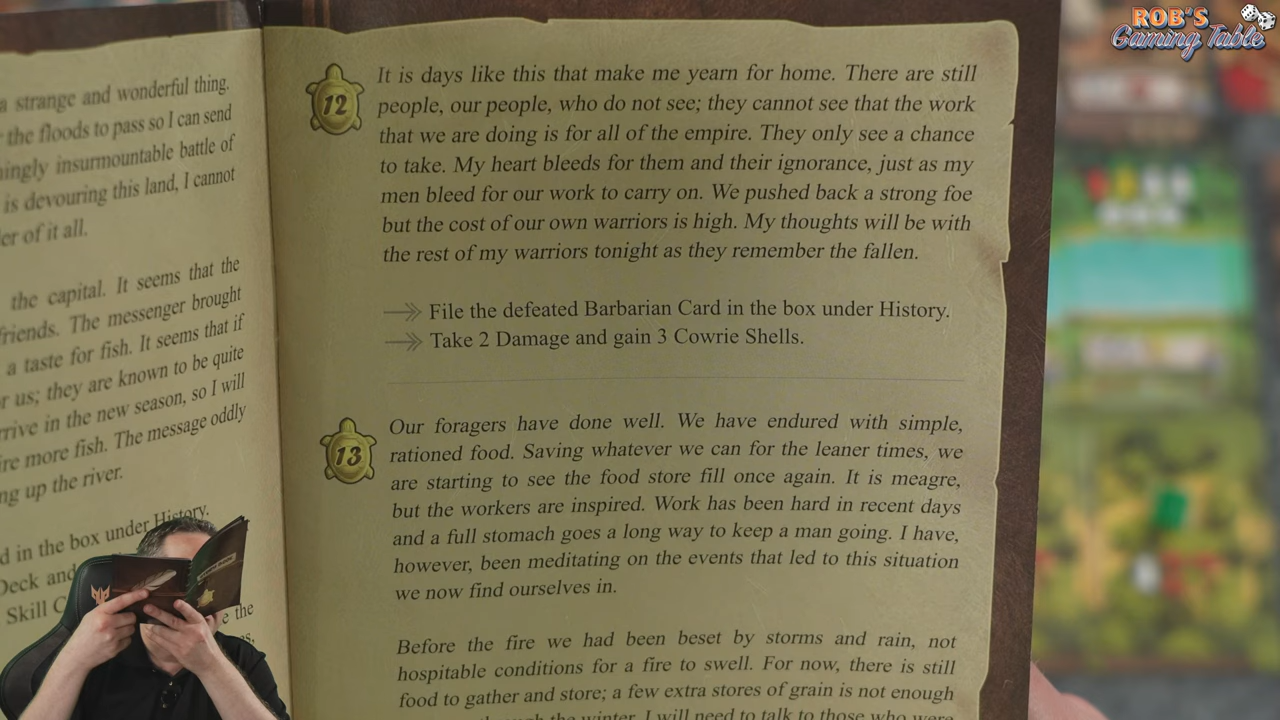 ROB'S
Gaming Table
a strange and wonderful thing.
the floods to pass so I can send
insurmountable battle of
is devouring this land, I cannot
of it all.
the capital. It seems that the
friends. The messenger brought
a taste for fish. It seems that if
us; they are known to be quite
arrive in the new season, so I will
more fish. The message oddly
up the river.
in the box under History.
Deck and
Skill
the
12
It is days like this that make me yearn for home. There are still
people, our people, who do not see; they cannot see that the work
that we are doing is for all of the empire. They only see a chance
to take. My heart bleeds for them and their ignorance, just as my
men bleed for our work to carry on. We pushed back a strong foe
but the cost of our own warriors is high. My thoughts will be with
the rest of my warriors tonight as they remember the fallen.
File the defeated Barbarian Card in the box under History.
Take 2 Damage and gain 3 Cowrie Shells.
13
Our foragers have done well. We have endured with simple,
rationed food. Saving whatever we can for the leaner times, we
are starting to see the food store fill once again. It is meagre,
but the workers are inspired. Work has been hard in recent days
and a full stomach goes a long way to keep a man going. I have,
however, been meditating on the events that led to this situation
we now find ourselves in.
Before the fire we had been beset by storms and rain, not
hospitable conditions for a fire to swell. For now, there is still
food to gather and store; a few extra stores of grain is not enough
through the winter. I will need to talk to those who were